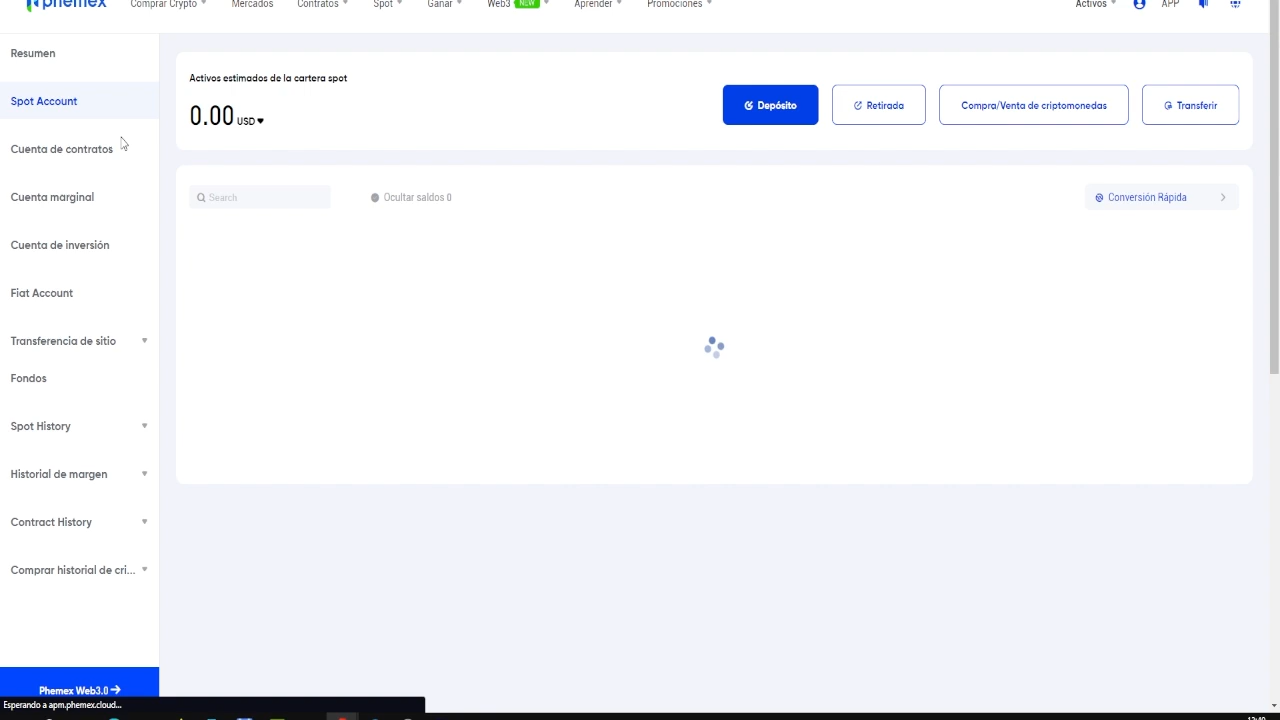 phemex
Comprar Crypto
Mercados
Contratos
Spot
Ganar
Web3 NEW
Aprender
Promociones
Activos
APP
Resumen
Spot Account
Cuenta de contratos
Cuenta marginal
Cuenta de inversión
Fiat Account
Transferencia de sitio
Fondos
Spot History
Historial de margen
Contract History
Comprar historial de cri...
Phemex Web3.0
Activos estimados de la cartera spot
0.00 USD
Depósito
Retirada
Compra/Venta de criptomonedas
Transferir
Search
Ocultar saldos 0
Conversión Rápida
Esperando a apm.phemex.cloud...